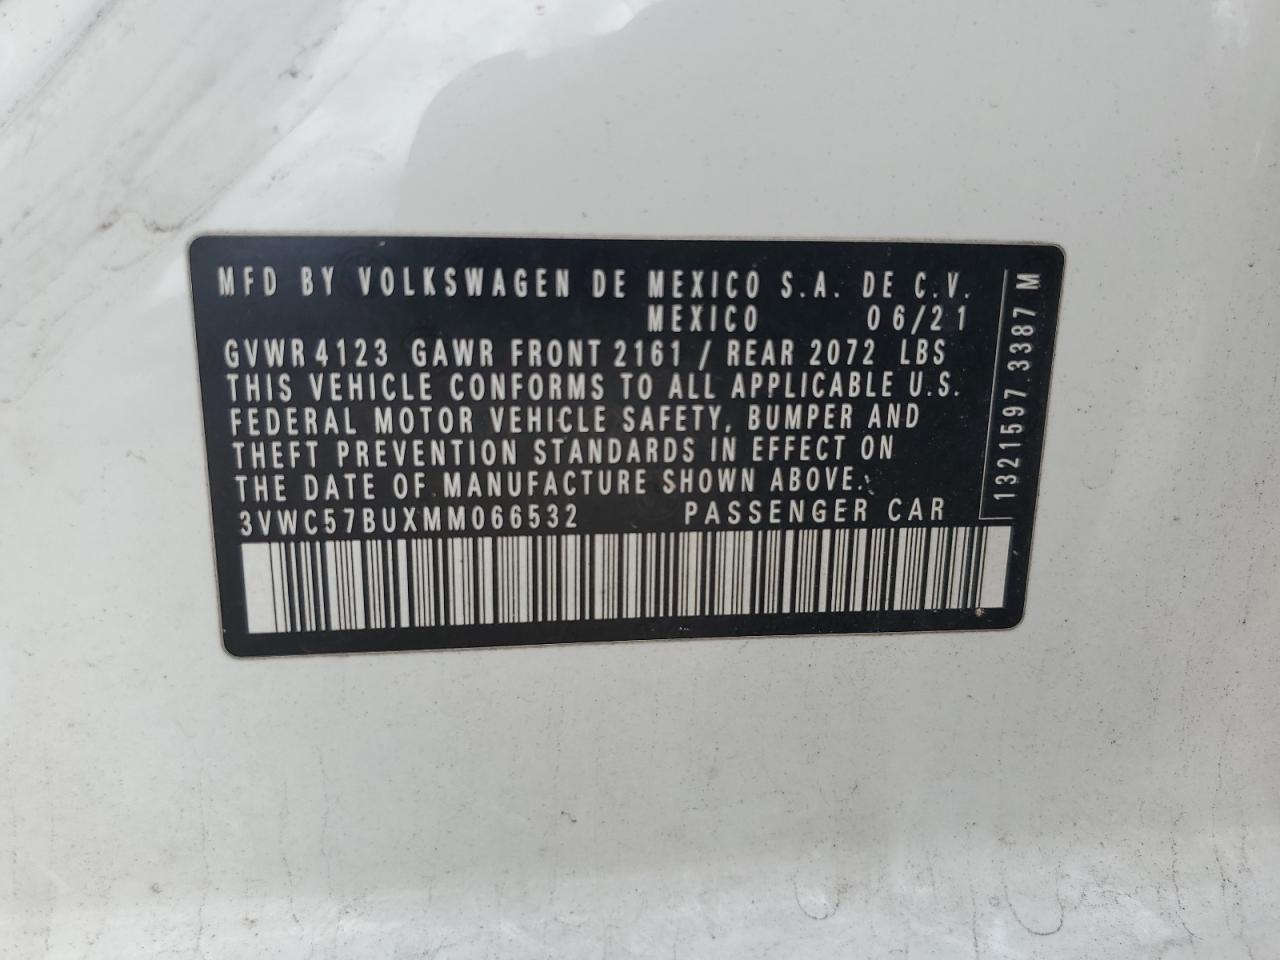 MFD BY VOLKSWAGEN DE MEXICO S.A. DE C.V.
MEXICO 06/21
GVWR 4123 GAWR FRONT 2161 / REAR 2072 LBS
THIS VEHICLE CONFORMS TO ALL APPLICABLE U.S.
FEDERAL MOTOR VEHICLE SAFETY, BUMPER AND
THEFT PREVENTION STANDARDS IN EFFECT ON
THE DATE OF MANUFACTURE SHOWN ABOVE.
3VWC57BUXMM066532 PASSENGER CAR
1321597.3387 M